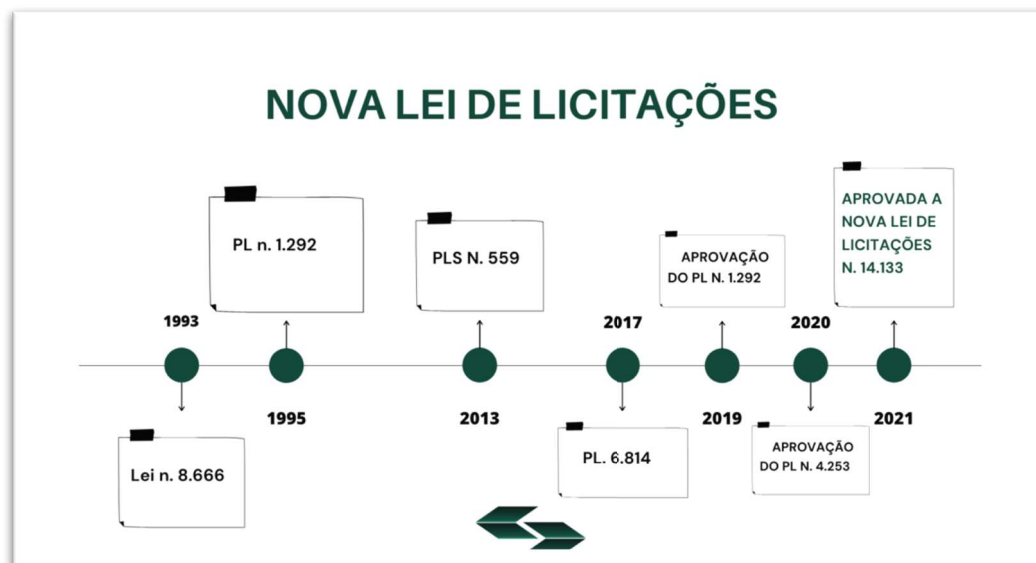 NOVA LEI DE LICITAÇÕES
PL n. 1.292
PLS N. 559
APROVAÇÃO
DO PL N. 1.292
APROVADA A
NOVA LEI DE
LICITAÇÕES
N. 14.133
1993
2017
2020
1995
2013
2019
2021
Lei n. 8.666
PL. 6.814
APROVAÇÃO
DO PL N. 4.253